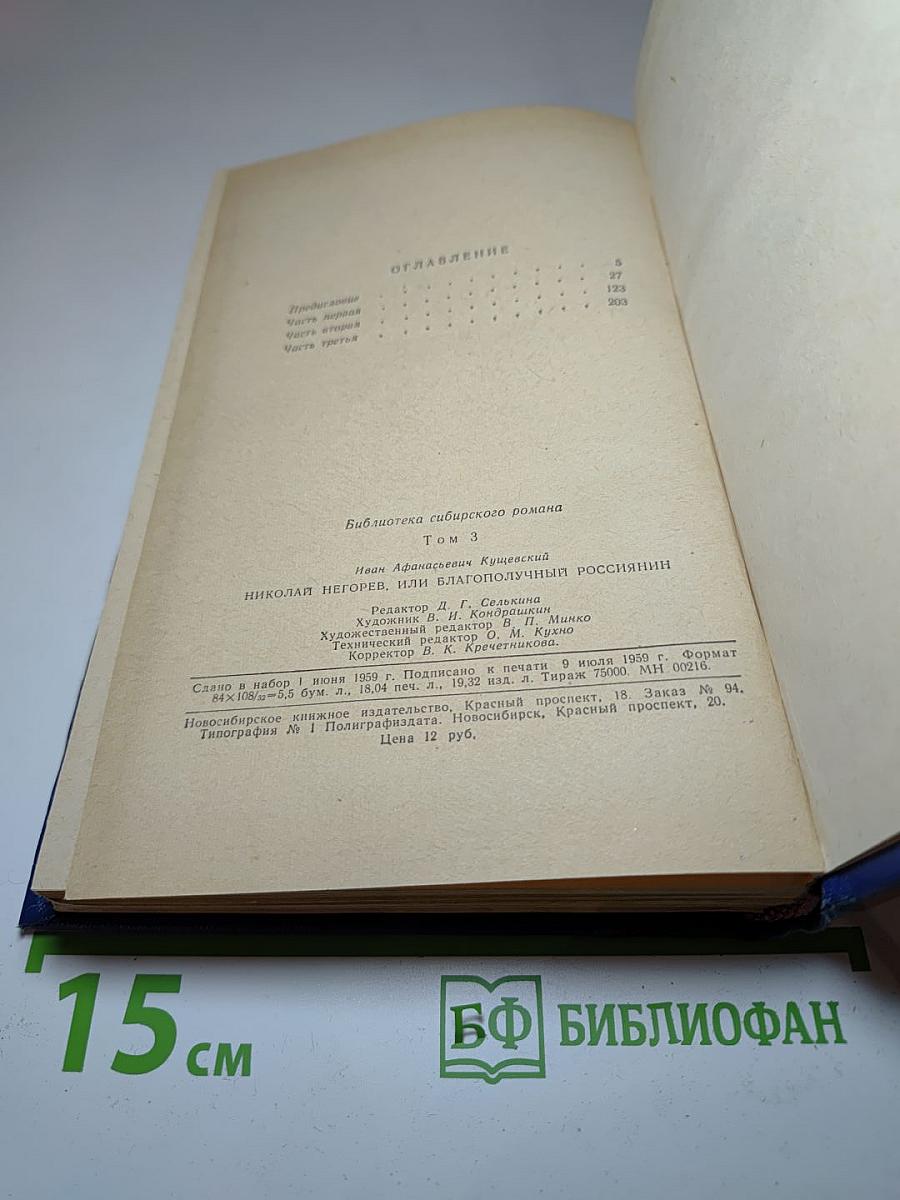 ОГЛАВЛЕНИЕ
Предисловие . . . . . . . . . . 5
Часть первая . . . . . . . . . . 27
Часть вторая . . . . . . . . . . 123
Часть третья . . . . . . . . . . 203
Библиотека сибирского романа
Том 3
Иван Афанасьевич Кущевский
НИКОЛАЙ НЕГОРЕВ, ИЛИ БЛАГОПОЛУЧНЫЙ РОССИЯНИН
Редактор Д. Г. Селькина
Художник В. И. Кондрашкин
Художественный редактор В. П. Минко
Технический редактор О. М. Кухно
Корректор В. К. Кречетникова.
Сдано в набор 1 июня 1959 г. Подписано к печати 9 июля 1959 г. Формат
84×108/32=5,5 бум. л., 18,04 печ. л., 19,32 изд. л. Тираж 75000. МН 00216.
Новосибирское книжное издательство, Красный проспект, 18. Заказ № 94.
Типография № 1 Полиграфиздата. Новосибирск, Красный проспект, 20.
Цена 12 руб.
15 см
БФ БИБЛИОФАН